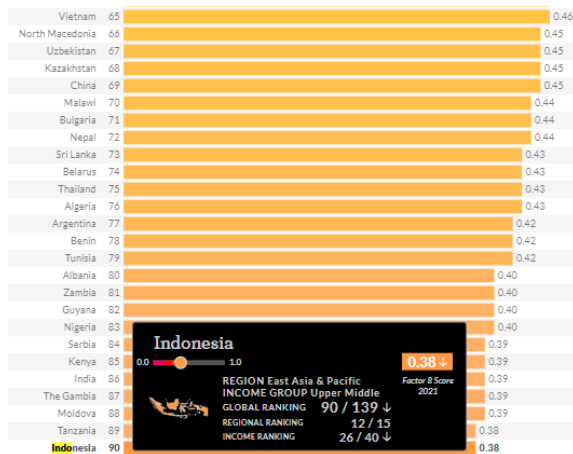 Vietnam 65 0.46
North Macedonia 66 0.45
Uzbekistan 67 0.45
Kazakhstan 68 0.45
China 69 0.45
Malawi 70 0.44
Bulgaria 71 0.44
Nepal 72 0.44
Sri Lanka 73 0.43
Belarus 74 0.43
Thailand 75 0.43
Algeria 76 0.43
Argentina 77 0.42
Benin 78 0.42
Tunisia 79 0.42
Albania 80 0.40
Zambia 81 0.40
Guyana 82 0.40
Nigeria 83 0.40
Serbia 84 0.39
Kenya 85 0.39
India 86 0.39
The Gambia 87 0.39
Moldova 88 0.39
Tanzania 89 0.38
Indonesia 90 0.38
Indonesia
0.0 1.0
0.38 ↓
Factor 8 Score
2021
REGION East Asia & Pacific
INCOME GROUP Upper Middle
GLOBAL RANKING 90 / 139 ↓
REGIONAL RANKING 12 / 15
INCOME RANKING 26 / 40 ↓